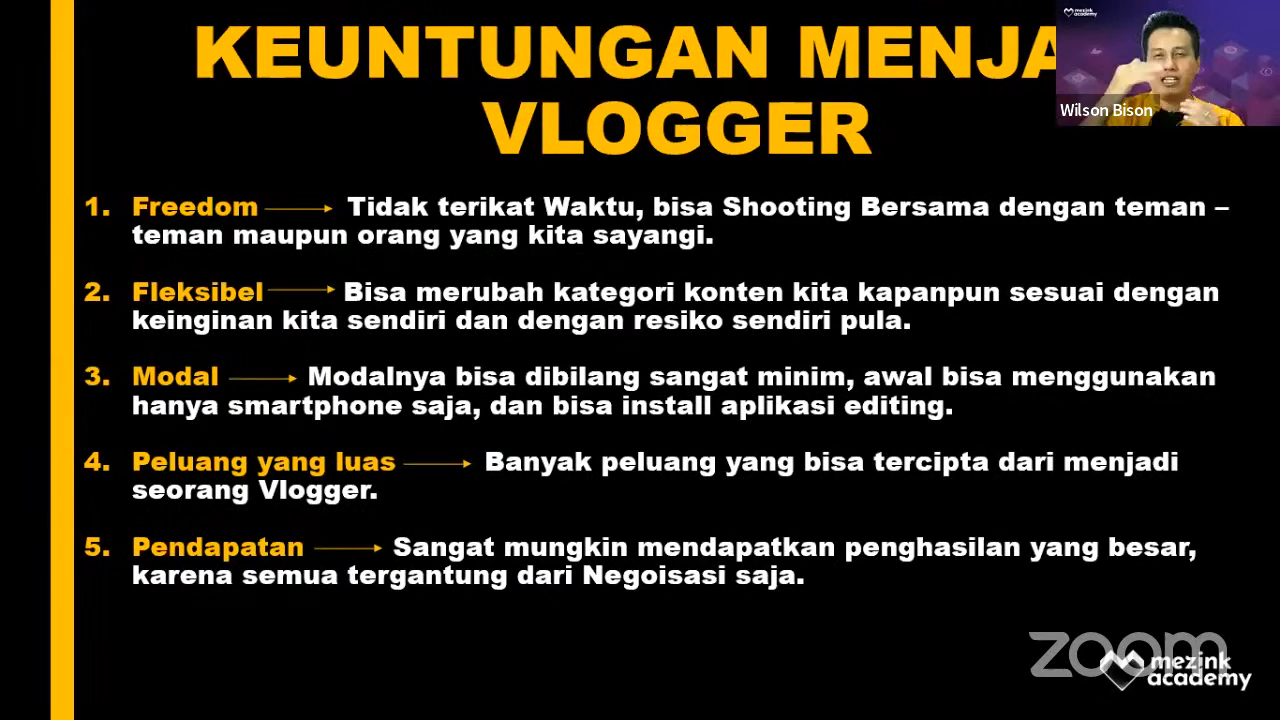 KEUNTUNGAN MENJA
VLOGGER
mezink
academy
Wilson Bison
1. Freedom Tidak terikat Waktu, bisa Shooting Bersama dengan teman –
teman maupun orang yang kita sayangi.
2. Fleksibel Bisa merubah kategori konten kita kapanpun sesuai dengan
keinginan kita sendiri dan dengan resiko sendiri pula.
3. Modal Modalnya bisa dibilang sangat minim, awal bisa menggunakan
hanya smartphone saja, dan bisa install aplikasi editing.
4. Peluang yang luas Banyak peluang yang bisa tercipta dari menjadi
seorang Vlogger.
5. Pendapatan Sangat mungkin mendapatkan penghasilan yang besar,
karena semua tergantung dari Negoisasi saja.
zoom
mezink
academy